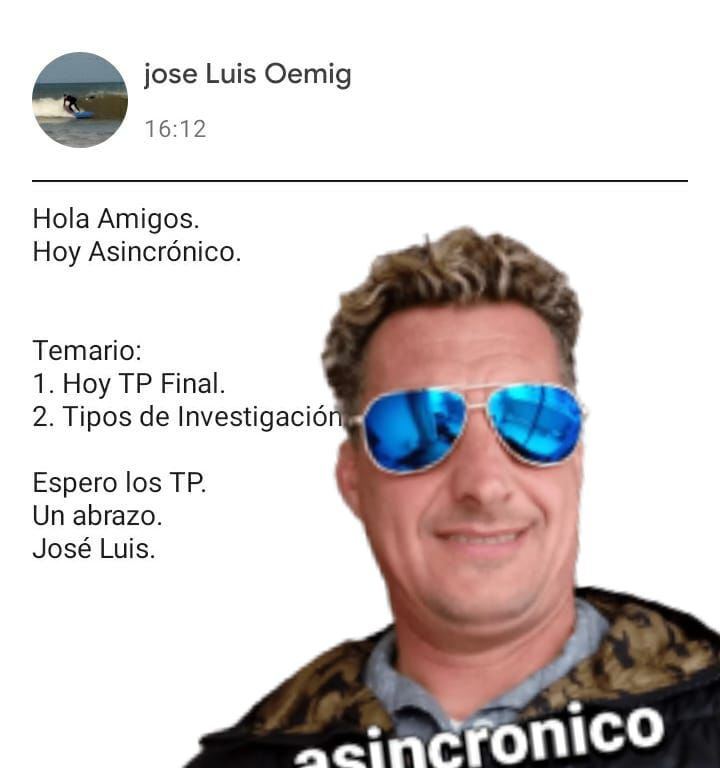 jose Luis Oemig
16:12
Hola Amigos.
Hoy Asincrónico.
Temario:
1. Hoy TP Final.
2. Tipos de Investigación
Espero los TP.
Un abrazo.
José Luis.
asincronico